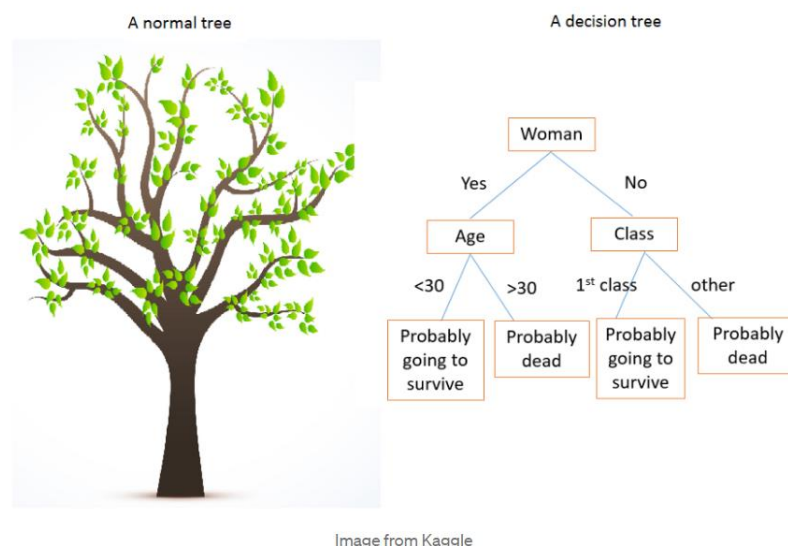 A normal tree
A decision tree
Woman
Yes
No
Age
Class
<30
>30
1st class
other
Probably
going to
survive
Probably
dead
Probably
going to
survive
Probably
dead
Image from Kaggle